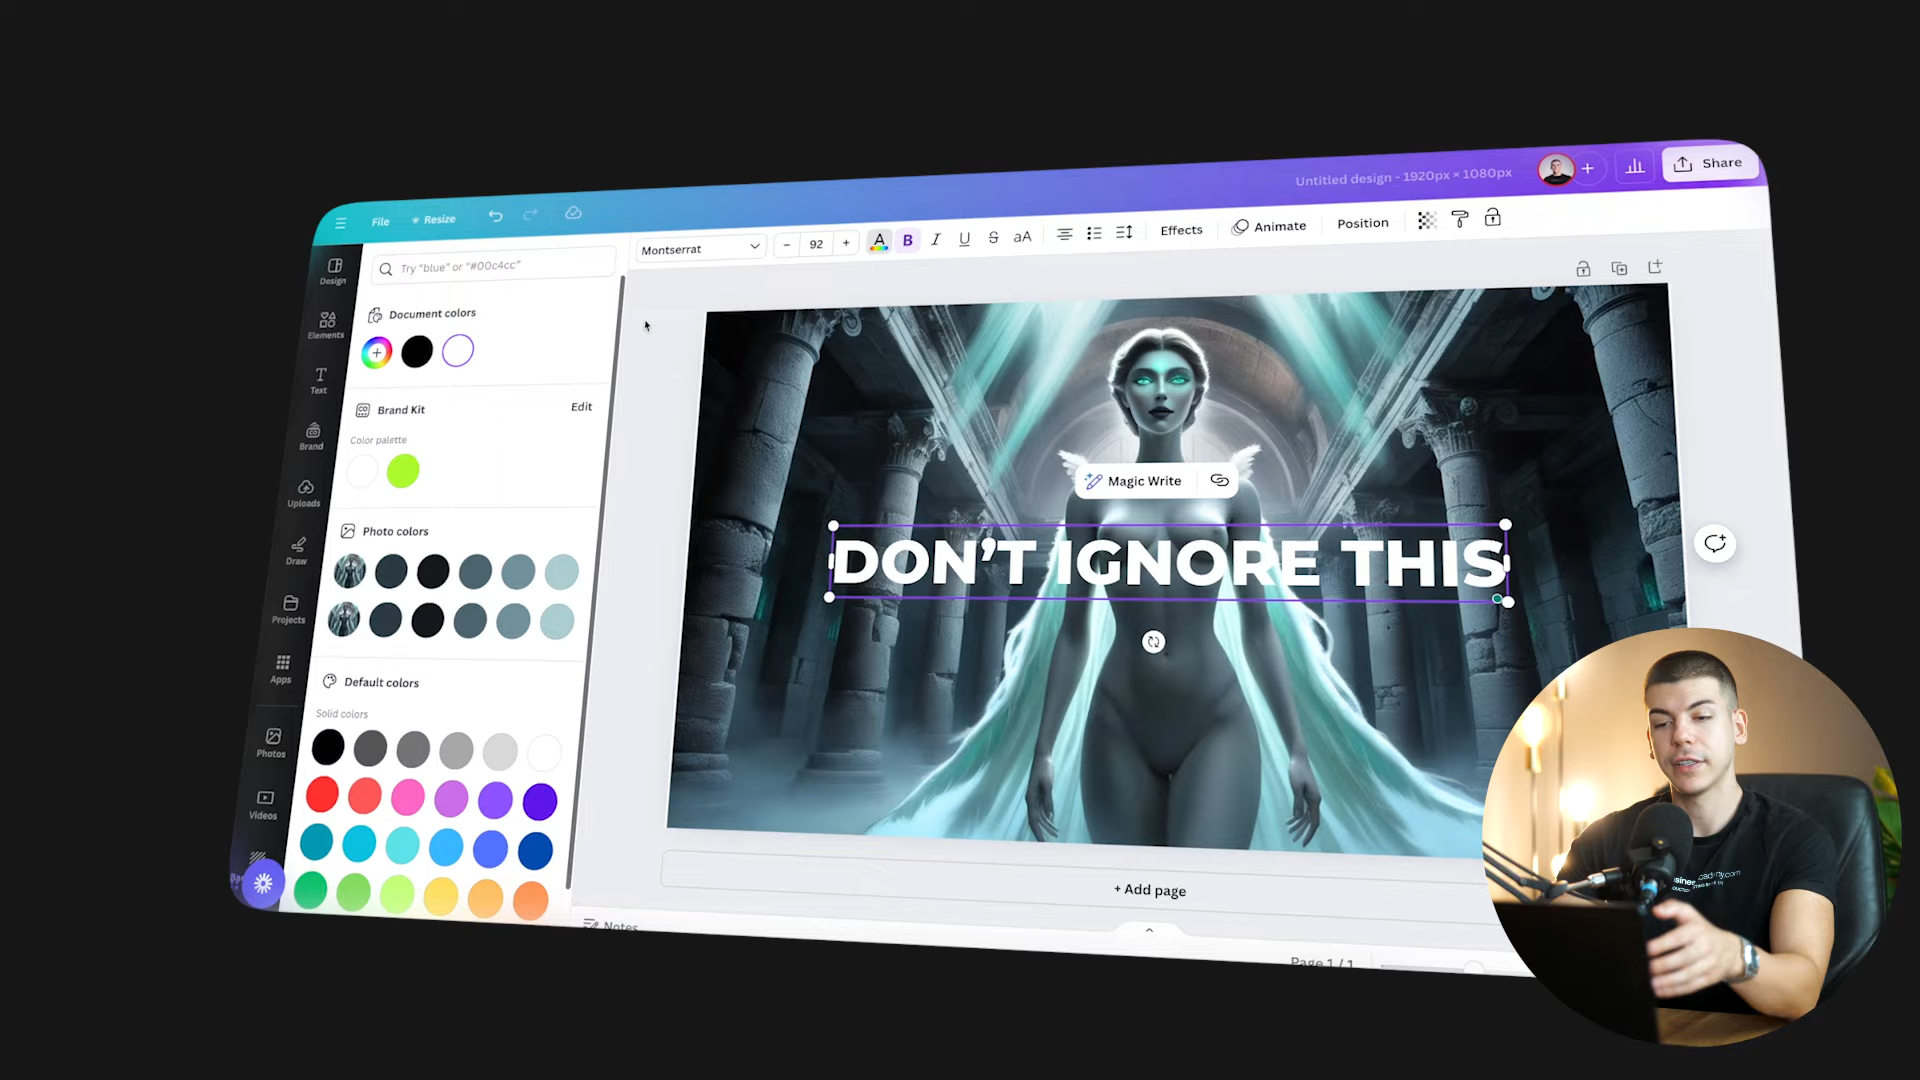 File
Resize
Untitled design - 1920px × 1080px
Share
Montserrat
92
A
B
I
U
S
aA
Effects
Animate
Position
Design
Elements
Text
Brand
Uploads
Draw
Projects
Apps
Photos
Videos
Try "blue" or "#00c4cc"
Document colors
Brand Kit
Edit
Color palette
Photo colors
Default colors
Solid colors
Magic Write
DON'T IGNORE THIS
+ Add page
Notes
Page 1 / 1